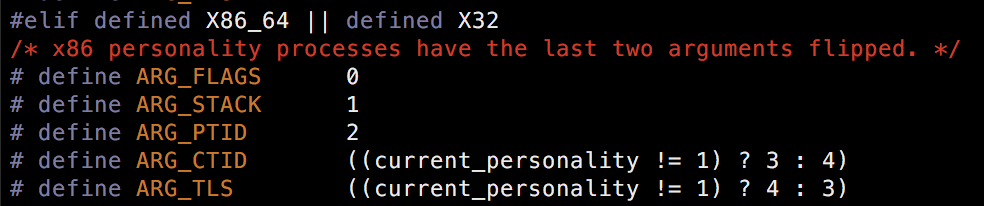 #elif defined X86_64 || defined X32
/* x86 personality processes have the last two arguments flipped. */
# define ARG_FLAGS 0
# define ARG_STACK 1
# define ARG_PTID 2
# define ARG_CTID ((current_personality != 1) ? 3 : 4)
# define ARG_TLS ((current_personality != 1) ? 4 : 3)